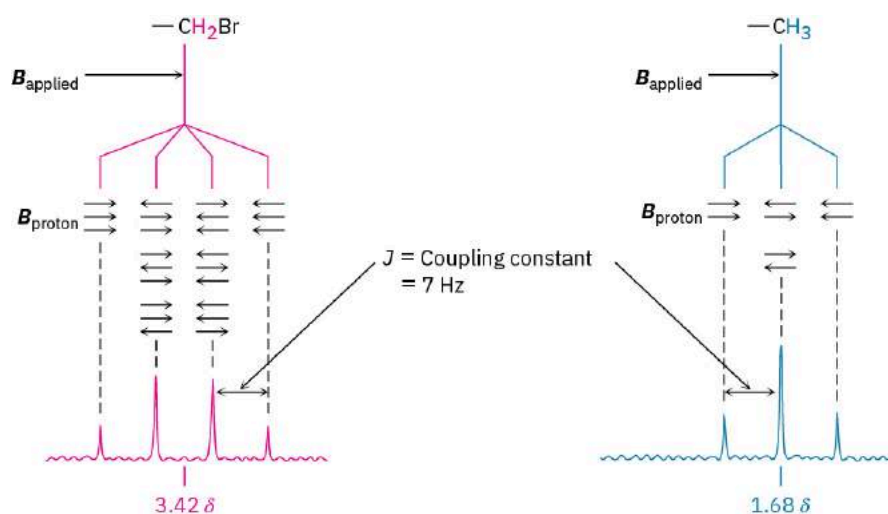 —CH₂Br
—CH₃
Bapplied
Bapplied
Bproton
Bproton
J = Coupling constant
= 7 Hz
3.42 δ
1.68 δ